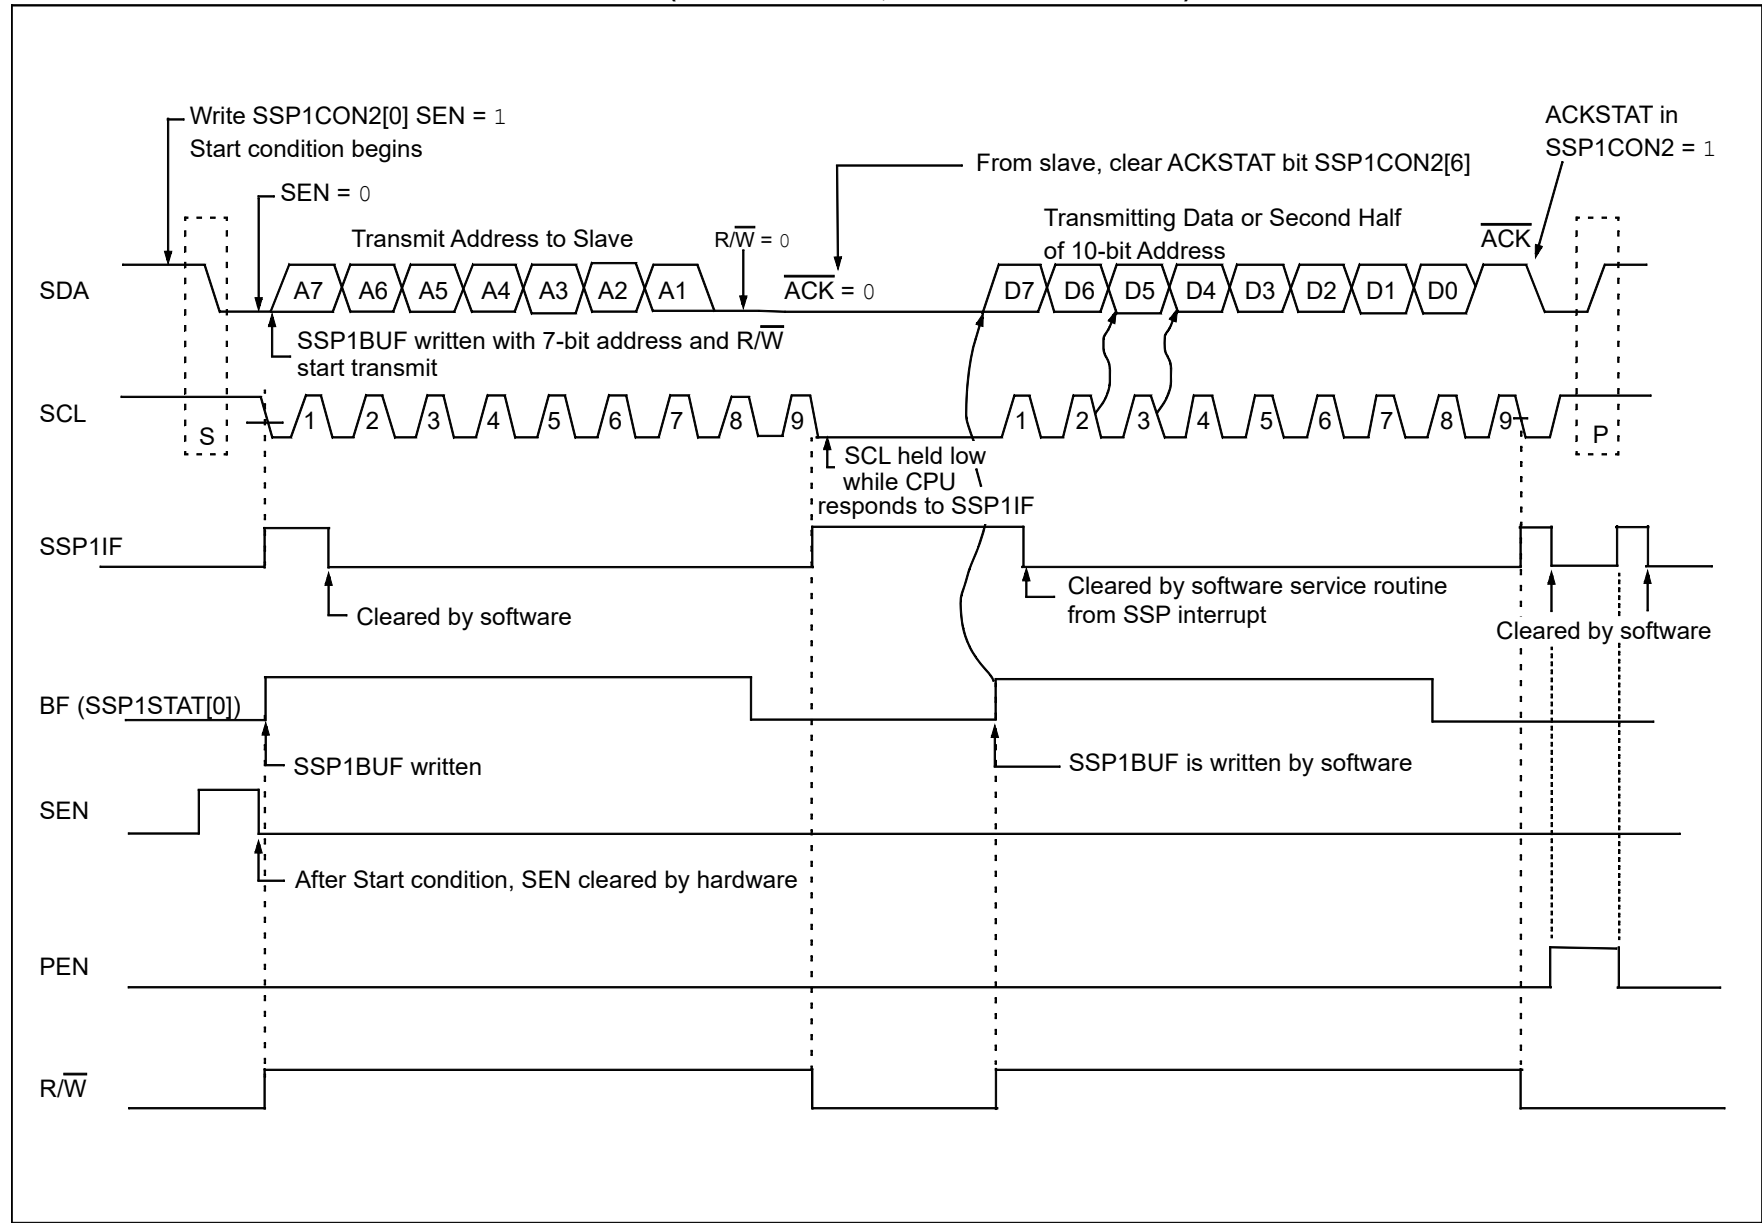 Write SSP1CON2[0] SEN = 1
Start condition begins
ACKSTAT in
SSP1CON2 = 1
From slave, clear ACKSTAT bit SSP1CON2[6]
SEN = 0
Transmitting Data or Second Half
of 10-bit Address
Transmit Address to Slave
R/W̅ = 0
A̅C̅K̅
SDA
A7
A6
A5
A4
A3
A2
A1
A̅C̅K̅ = 0
D7
D6
D5
D4
D3
D2
D1
D0
SSP1BUF written with 7-bit address and R/W̅
start transmit
SCL
S
1
2
3
4
5
6
7
8
9
1
2
3
4
5
6
7
8
9
P
SCL held low
while CPU
responds to SSP1IF
SSP1IF
Cleared by software
Cleared by software service routine
from SSP interrupt
Cleared by software
BF (SSP1STAT[0])
SSP1BUF written
SSP1BUF is written by software
SEN
After Start condition, SEN cleared by hardware
PEN
R/W̅